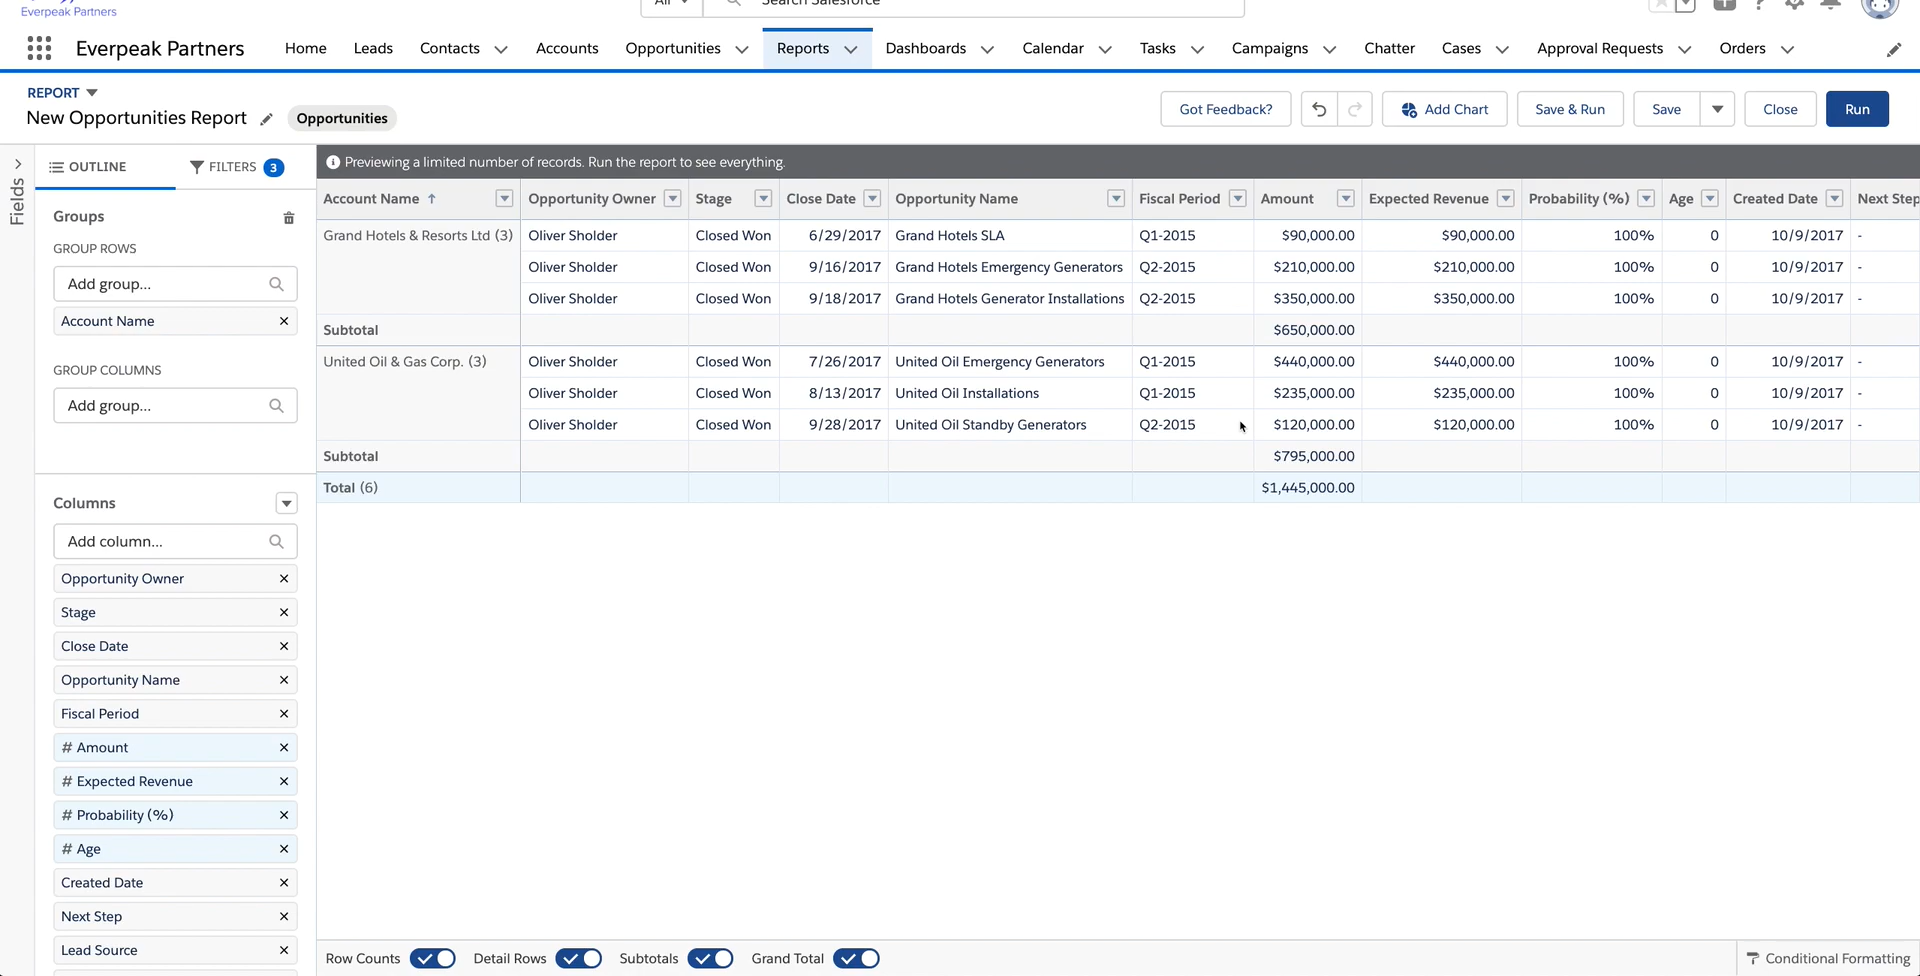 Everpeak Partners
All
Search Salesforce
Everpeak Partners Home Leads Contacts Accounts Opportunities Reports Dashboards Calendar Tasks Campaigns Chatter Cases Approval Requests Orders
REPORT
New Opportunities Report Opportunities
Got Feedback? Add Chart Save & Run Save Close Run
Fields
OUTLINE FILTERS 3
Groups
GROUP ROWS
Add group...
Account Name
GROUP COLUMNS
Add group...
Columns
Add column...
Opportunity Owner
Stage
Close Date
Opportunity Name
Fiscal Period
# Amount
# Expected Revenue
# Probability (%)
# Age
Created Date
Next Step
Lead Source
Previewing a limited number of records. Run the report to see everything.
Account Name ↑ Opportunity Owner Stage Close Date Opportunity Name Fiscal Period Amount Expected Revenue Probability (%) Age Created Date Next Step
Grand Hotels & Resorts Ltd (3) Oliver Sholder Closed Won 6/29/2017 Grand Hotels SLA Q1-2015 $90,000.00 $90,000.00 100% 0 10/9/2017 -
Oliver Sholder Closed Won 9/16/2017 Grand Hotels Emergency Generators Q2-2015 $210,000.00 $210,000.00 100% 0 10/9/2017 -
Oliver Sholder Closed Won 9/18/2017 Grand Hotels Generator Installations Q2-2015 $350,000.00 $350,000.00 100% 0 10/9/2017 -
Subtotal $650,000.00
United Oil & Gas Corp. (3) Oliver Sholder Closed Won 7/26/2017 United Oil Emergency Generators Q1-2015 $440,000.00 $440,000.00 100% 0 10/9/2017 -
Oliver Sholder Closed Won 8/13/2017 United Oil Installations Q1-2015 $235,000.00 $235,000.00 100% 0 10/9/2017 -
Oliver Sholder Closed Won 9/28/2017 United Oil Standby Generators Q2-2015 $120,000.00 $120,000.00 100% 0 10/9/2017 -
Subtotal $795,000.00
Total (6) $1,445,000.00
Row Counts Detail Rows Subtotals Grand Total Conditional Formatting